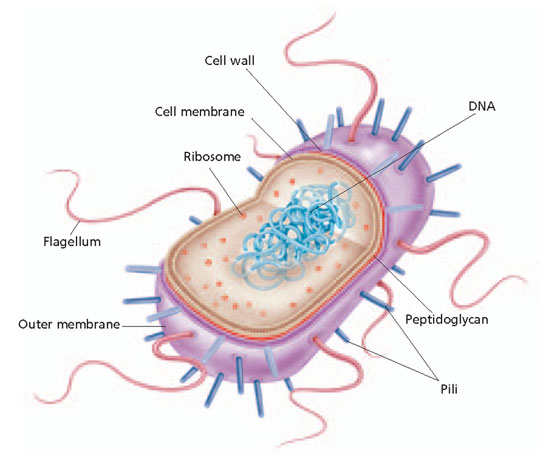 Cell wall
DNA
Cell membrane
Ribosome
Flagellum
Peptidoglycan
Outer membrane
Pili